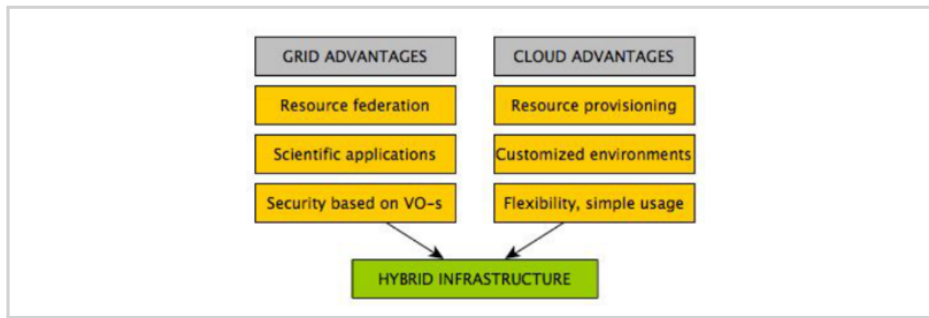 GRID ADVANTAGES
Resource federation
Scientific applications
Security based on VO-s
CLOUD ADVANTAGES
Resource provisioning
Customized environments
Flexibility, simple usage
HYBRID INFRASTRUCTURE